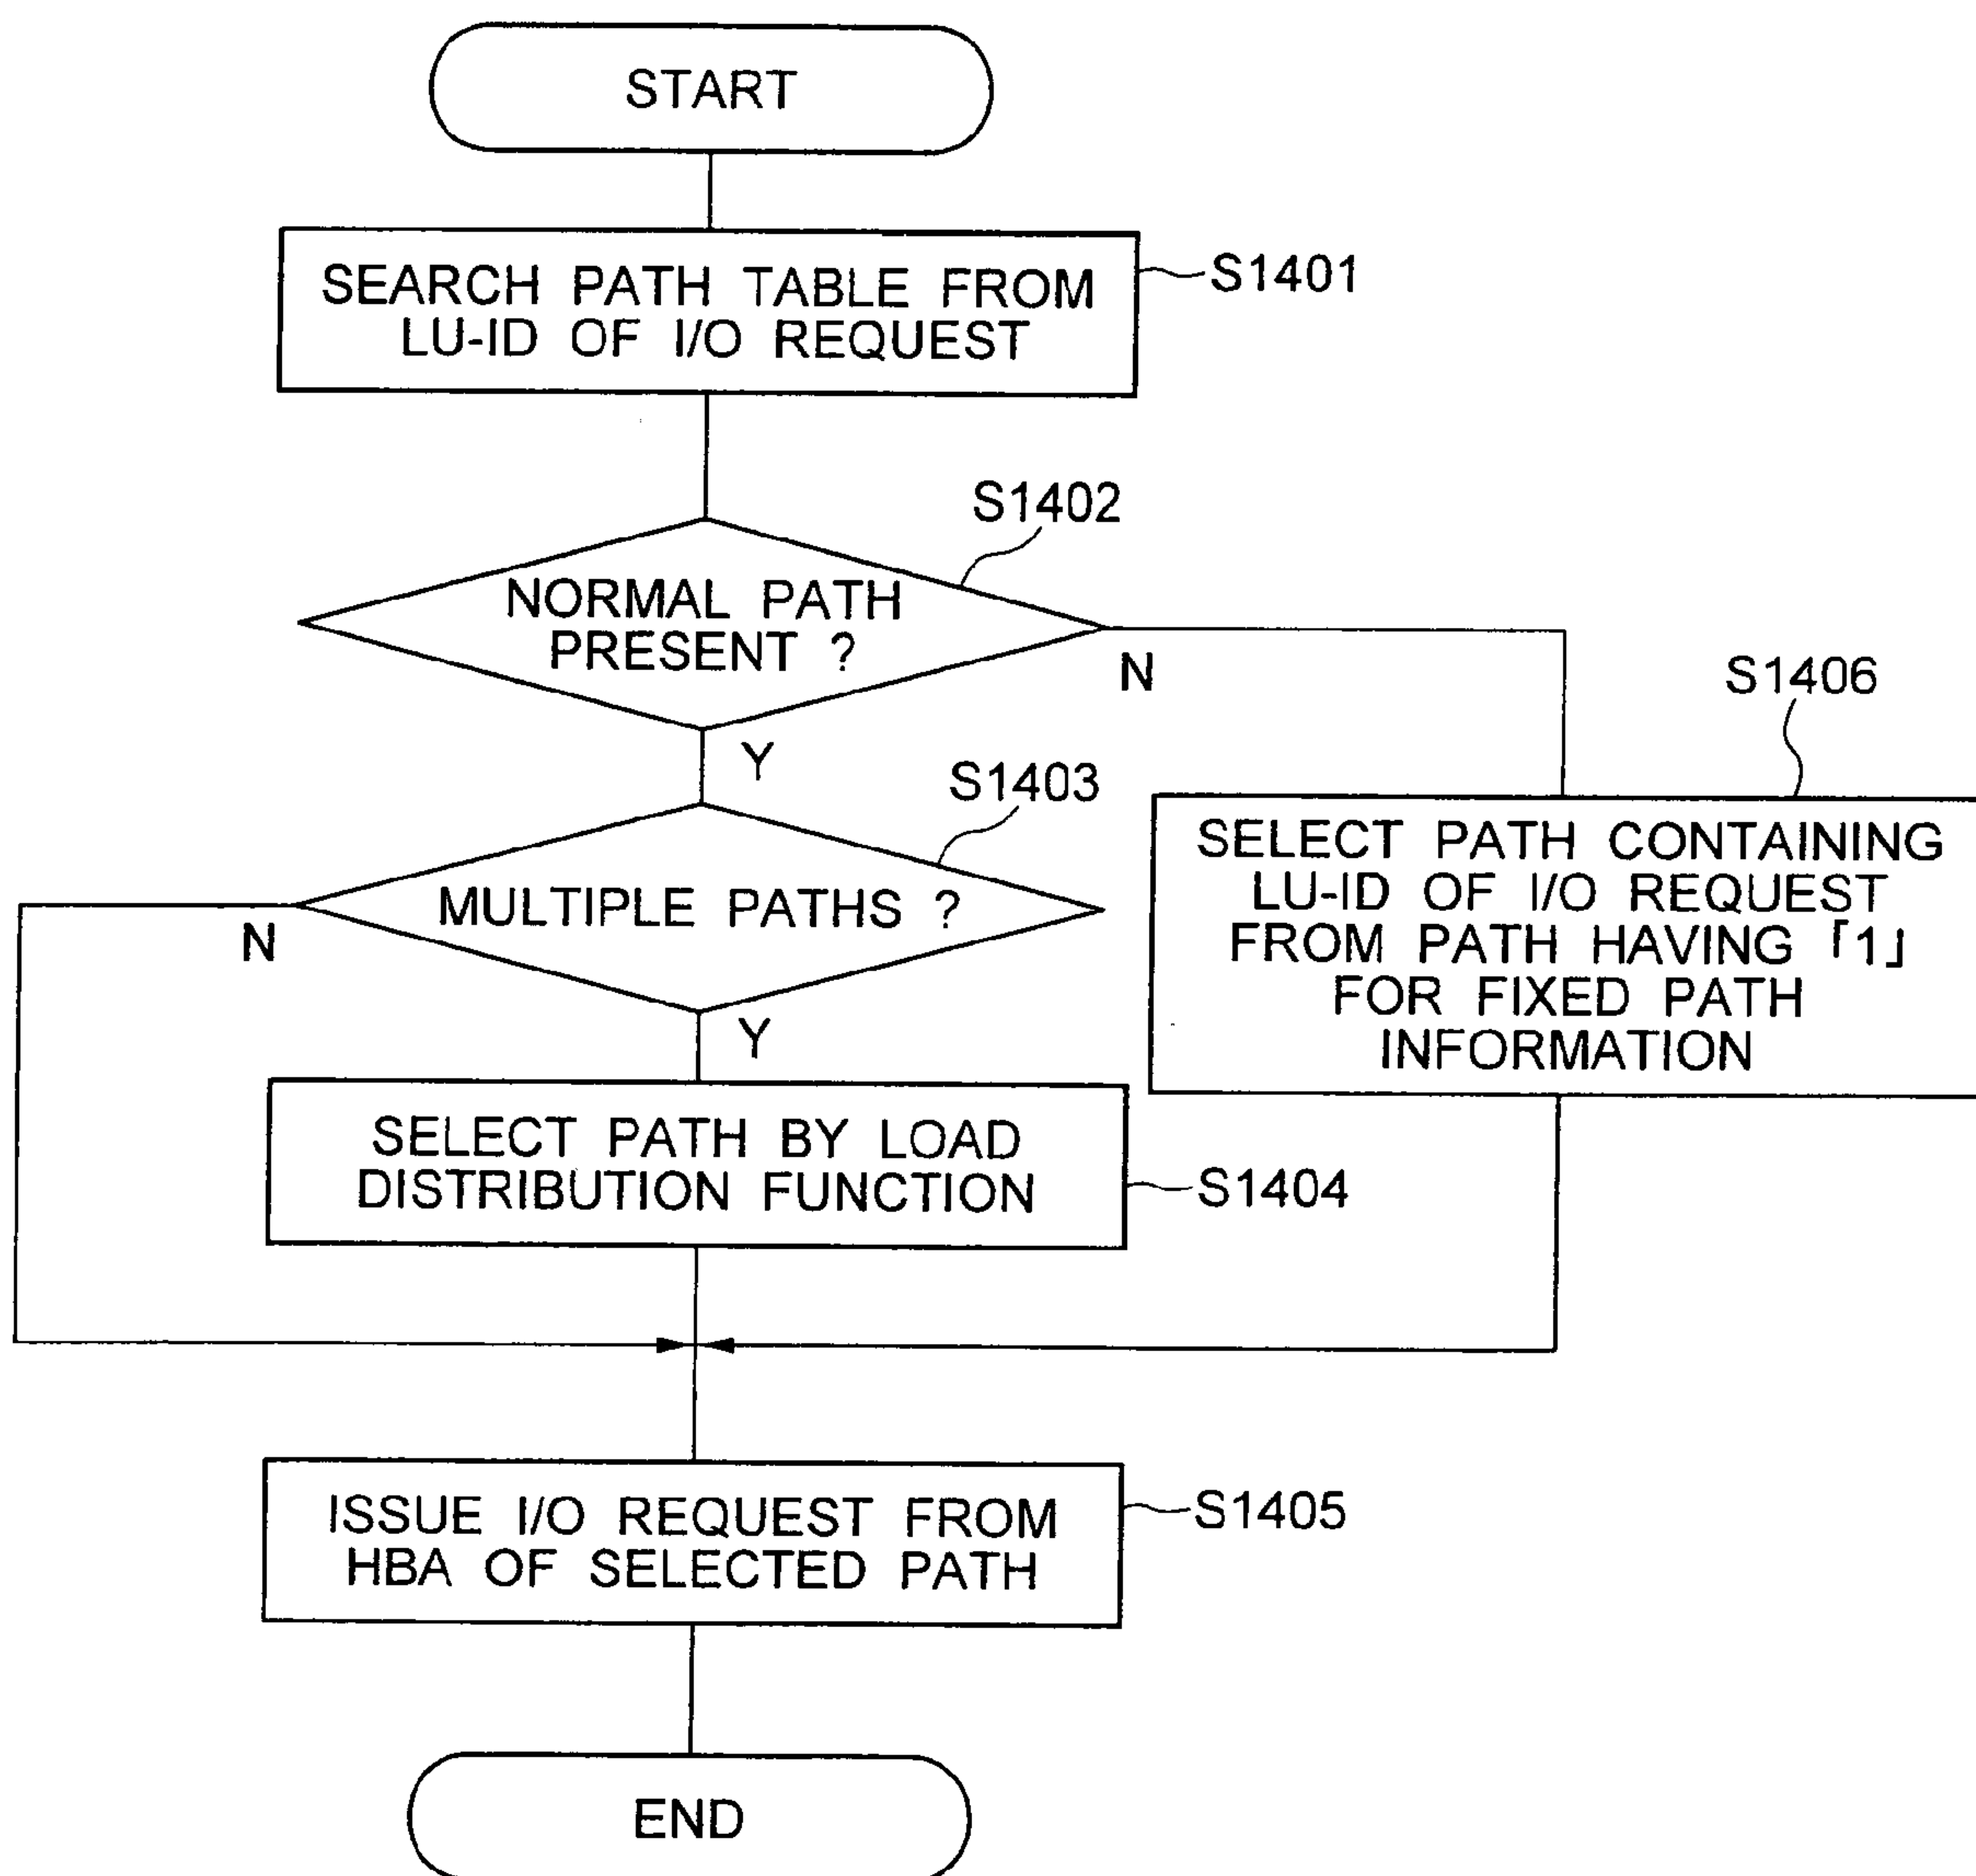 START
SEARCH PATH TABLE FROM
LU-ID OF I/O REQUEST
S1401
S1402
NORMAL PATH
PRESENT ?
N
Y
S1406
S1403
MULTIPLE PATHS ?
N
Y
SELECT PATH CONTAINING
LU-ID OF I/O REQUEST
FROM PATH HAVING「1」
FOR FIXED PATH
INFORMATION
SELECT PATH BY LOAD
DISTRIBUTION FUNCTION
S1404
ISSUE I/O REQUEST FROM
HBA OF SELECTED PATH
S1405
END